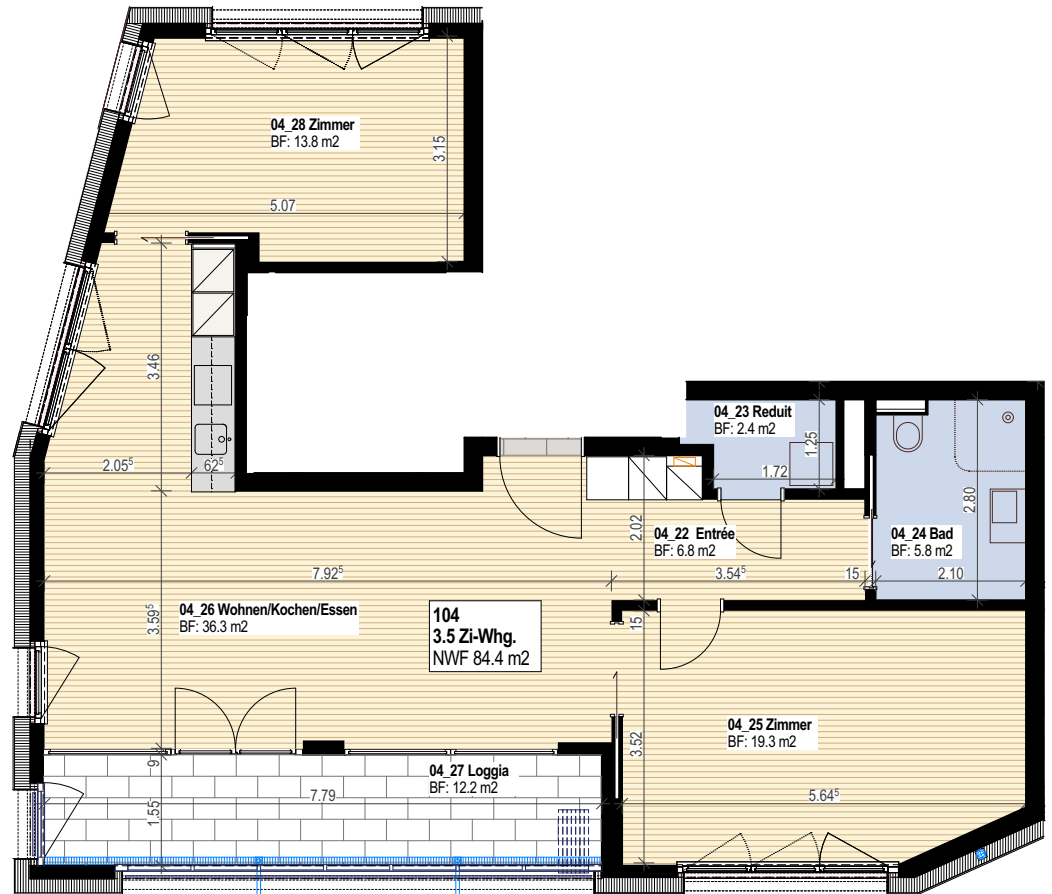 04_28 Zimmer
BF: 13.8 m2
3.15
5.07
3.46
04_23 Reduit
BF: 2.4 m2
1.25
1.72
2.05⁵
62⁵
2.80
2.02
04_22 Entrée
BF: 6.8 m2
04_24 Bad
BF: 5.8 m2
7.92⁵
3.54⁵
15
2.10
3.59⁵
04_26 Wohnen/Kochen/Essen
BF: 36.3 m2
104
3.5 Zi-Whg.
NWF 84.4 m2
15
04_25 Zimmer
BF: 19.3 m2
3.52
9
04_27 Loggia
BF: 12.2 m2
7.79
5.64⁵
1.55